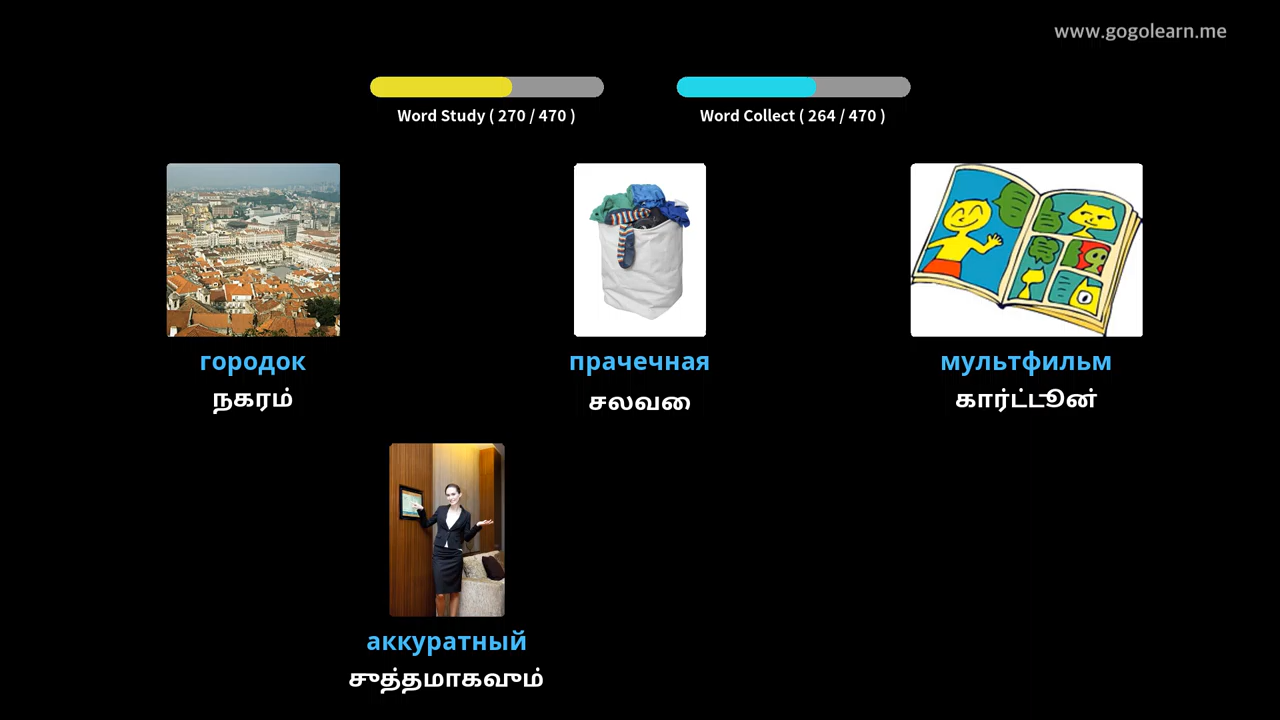 www.gogolearn.me
Word Study ( 270 / 470 )
Word Collect ( 264 / 470 )
городок
நகரம்
прачечная
சலவை
мультфильм
கார்ட்டூன்
аккуратный
சுத்தமாகவும்